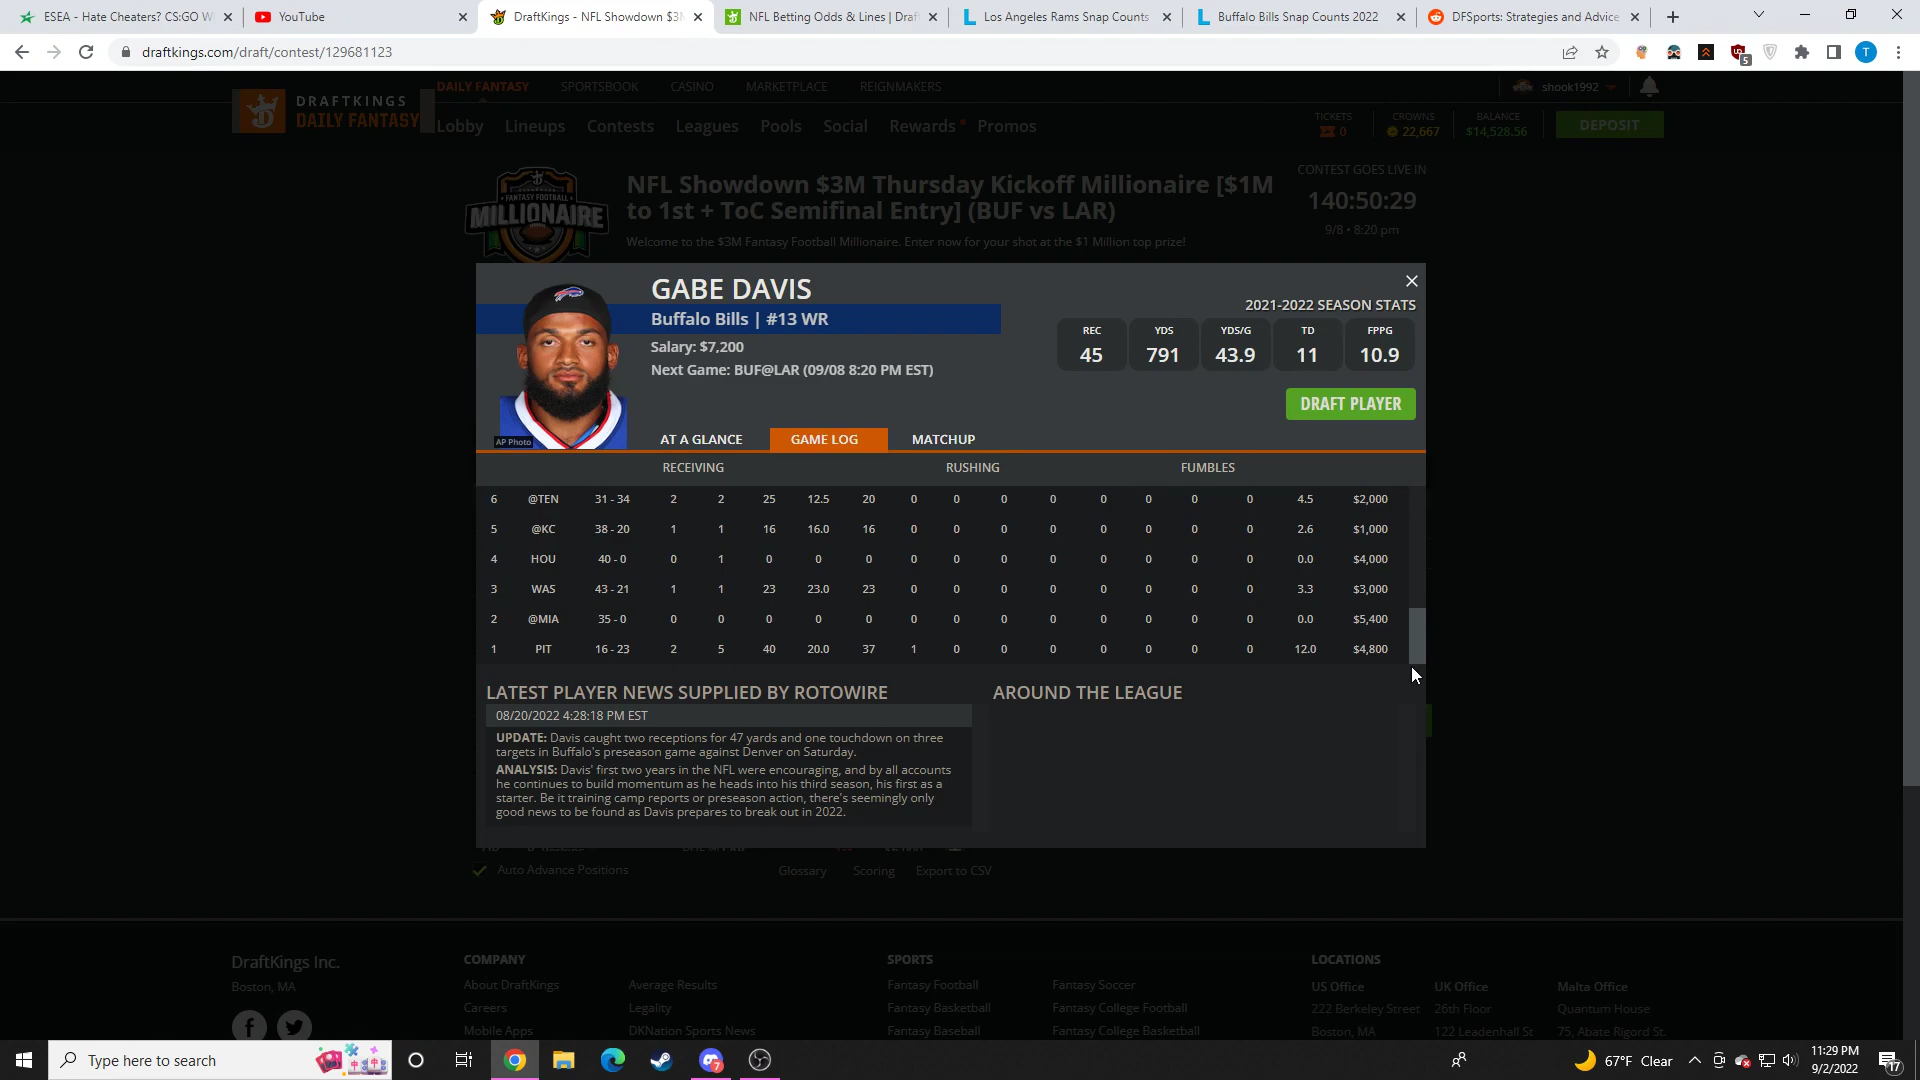 ESEA - Hate Cheaters? CS:GO W
YouTube
DraftKings - NFL Showdown $3M
NFL Betting Odds & Lines | Draf
Los Angeles Rams Snap Counts
Buffalo Bills Snap Counts 2022
DFSports: Strategies and Advice
draftkings.com/draft/contest/129681123
5
T
DRAFTKINGS
DAILY FANTASY
DAILY FANTASY SPORTSBOOK CASINO MARKETPLACE REIGNMAKERS
shook1992
Lobby Lineups Contests Leagues Pools Social Rewards Promos
TICKETS
0
CROWNS
22,667
BALANCE
$14,528.56
DEPOSIT
FANTASY FOOTBALL
MILLIONAIRE
NFL Showdown $3M Thursday Kickoff Millionaire [$1M
to 1st + ToC Semifinal Entry] (BUF vs LAR)
Welcome to the $3M Fantasy Football Millionaire. Enter now for your shot at the $1 Million top prize!
CONTEST GOES LIVE IN
140:50:29
9/8 • 8:20 pm
GABE DAVIS
Buffalo Bills | #13 WR
Salary: $7,200
Next Game: BUF@LAR (09/08 8:20 PM EST)
AP Photo
2021-2022 SEASON STATS
REC YDS YDS/G TD FPPG
45 791 43.9 11 10.9
DRAFT PLAYER
AT A GLANCE GAME LOG MATCHUP
RECEIVING RUSHING FUMBLES
6 @TEN 31 - 34 2 2 25 12.5 20 0 0 0 0 0 0 0 0 4.5 $2,000
5 @KC 38 - 20 1 1 16 16.0 16 0 0 0 0 0 0 0 0 2.6 $1,000
4 HOU 40 - 0 0 1 0 0 0 0 0 0 0 0 0 0 0 0.0 $4,000
3 WAS 43 - 21 1 1 23 23.0 23 0 0 0 0 0 0 0 0 3.3 $3,000
2 @MIA 35 - 0 0 0 0 0 0 0 0 0 0 0 0 0 0 0.0 $5,400
1 PIT 16 - 23 2 5 40 20.0 37 1 0 0 0 0 0 0 0 12.0 $4,800
LATEST PLAYER NEWS SUPPLIED BY ROTOWIRE
08/20/2022 4:28:18 PM EST
UPDATE: Davis caught two receptions for 47 yards and one touchdown on three
targets in Buffalo's preseason game against Denver on Saturday.
ANALYSIS: Davis' first two years in the NFL were encouraging, and by all accounts
he continues to build momentum as he heads into his third season, his first as a
starter. Be it training camp reports or preseason action, there's seemingly only
good news to be found as Davis prepares to break out in 2022.
AROUND THE LEAGUE
Auto Advance Positions
Glossary Scoring Export to CSV
DraftKings Inc.
Boston, MA
COMPANY
About DraftKings
Careers
Mobile Apps
Average Results
Legality
DKNation Sports News
SPORTS
Fantasy Football
Fantasy Basketball
Fantasy Baseball
Fantasy Soccer
Fantasy College Football
Fantasy College Basketball
LOCATIONS
US Office
222 Berkeley Street
Boston, MA
UK Office
26th Floor
122 Leadenhall St
Malta Office
Quantum House
75, Abate Rigord St.
Type here to search
7
67°F Clear
11:29 PM
9/2/2022
17